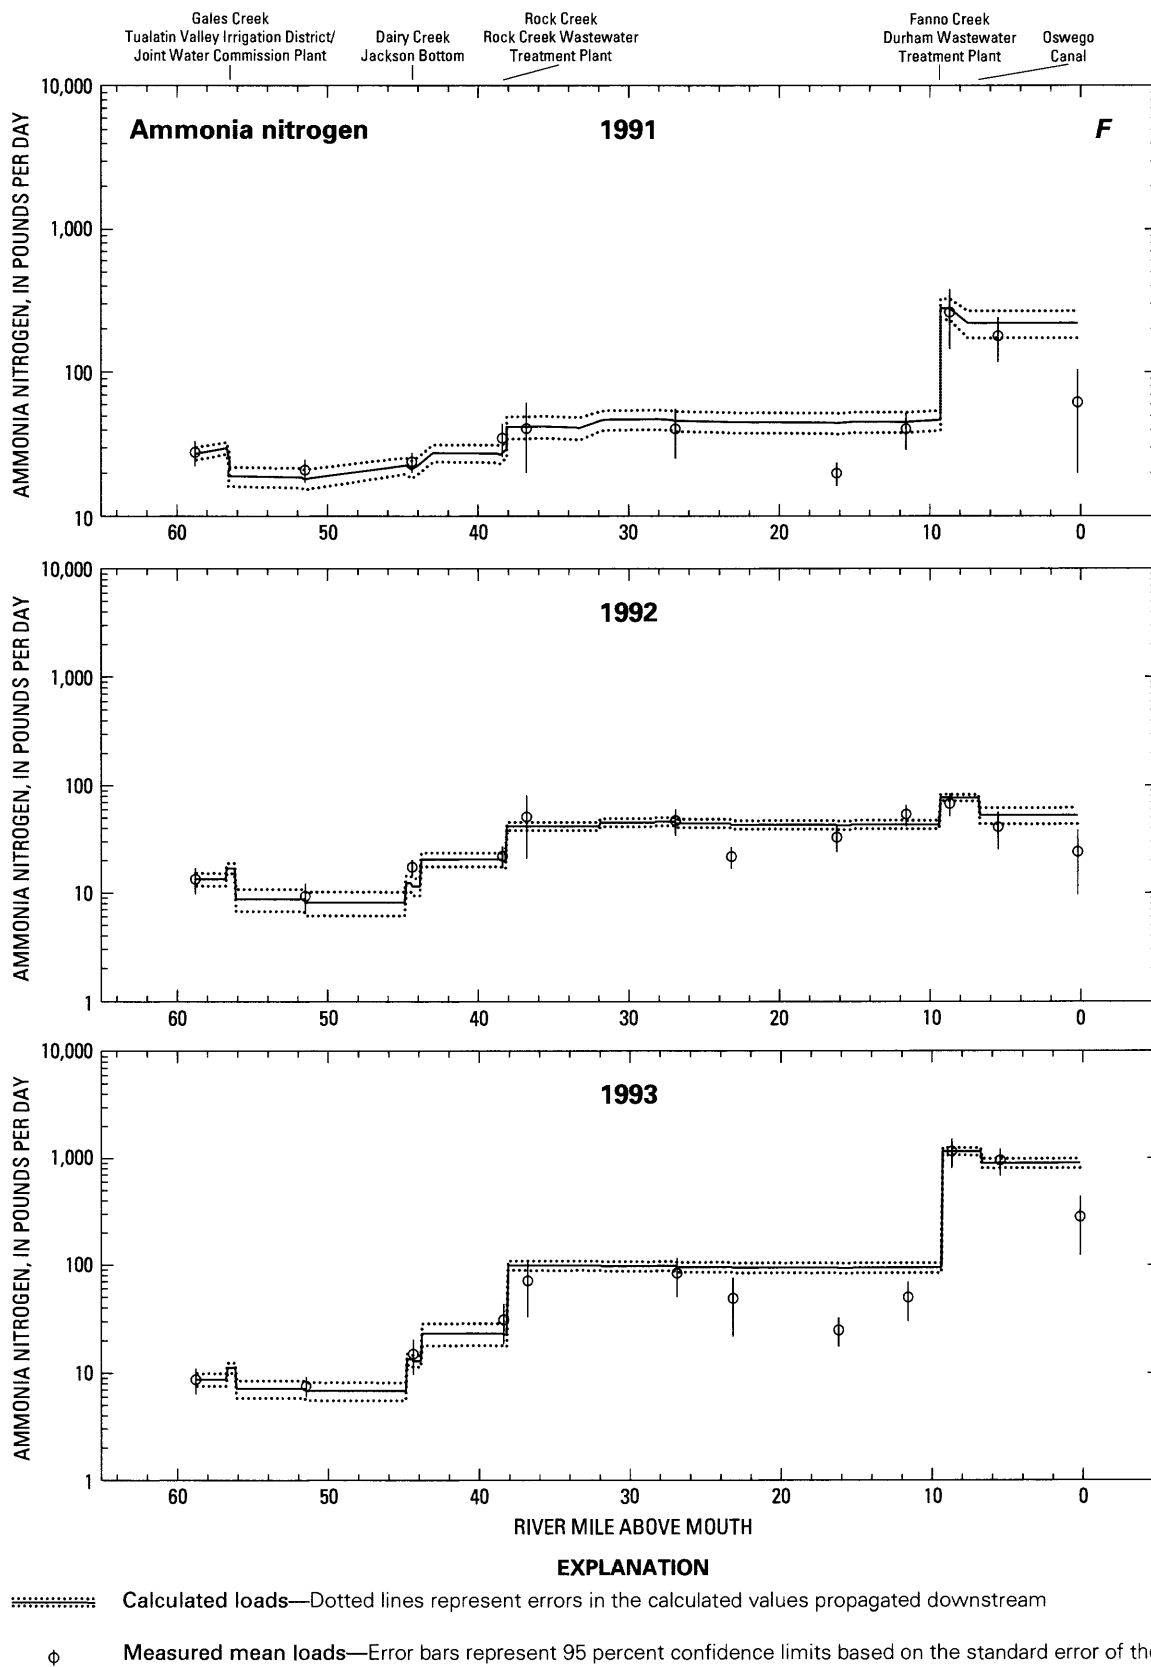 Gales Creek
Tualatin Valley Irrigation District/
Joint Water Commission Plant
Dairy Creek
Jackson Bottom
Rock Creek
Rock Creek Wastewater
Treatment Plant
Fanno Creek
Durham Wastewater
Treatment Plant
Oswego
Canal
AMMONIA NITROGEN, IN POUNDS PER DAY
10,000
1,000
100
10
Ammonia nitrogen
1991
F
60 50 40 30 20 10 0
AMMONIA NITROGEN, IN POUNDS PER DAY
10,000
1,000
100
10
1
1992
60 50 40 30 20 10 0
AMMONIA NITROGEN, IN POUNDS PER DAY
10,000
1,000
100
10
1
1993
60 50 40 30 20 10 0
RIVER MILE ABOVE MOUTH
EXPLANATION
Calculated loads—Dotted lines represent errors in the calculated values propagated downstream
Measured mean loads—Error bars represent 95 percent confidence limits based on the standard error of